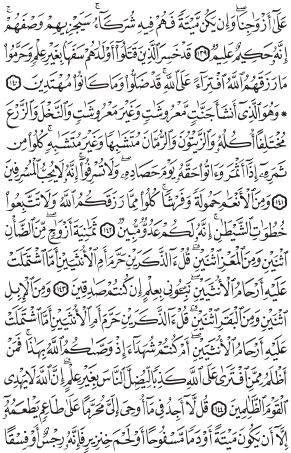 عَلَىٰٓ أَزْوَٰجِنَا ۖ وَإِن يَكُن مَّيْتَةً فَهُمْ فِيهِ شُرَكَآءُ ۚ سَيَجْزِيهِمْ وَصْفَهُمْ ۚ
إِنَّهُۥ حَكِيمٌ عَلِيمٌ ١٣٩ قَدْ خَسِرَ ٱلَّذِينَ قَتَلُوٓا۟ أَوْلَٰدَهُمْ سَفَهًۢا بِغَيْرِ عِلْمٍ وَحَرَّمُوا۟
مَا رَزَقَهُمُ ٱللَّهُ ٱفْتِرَآءً عَلَى ٱللَّهِ ۚ قَدْ ضَلُّوا۟ وَمَا كَانُوا۟ مُهْتَدِينَ ١٤٠
۞ وَهُوَ ٱلَّذِىٓ أَنشَأَ جَنَّٰتٍ مَّعْرُوشَٰتٍ وَغَيْرَ مَعْرُوشَٰتٍ وَٱلنَّخْلَ وَٱلزَّرْعَ
مُخْتَلِفًا أُكُلُهُۥ وَٱلزَّيْتُونَ وَٱلرُّمَّانَ مُتَشَٰبِهًا وَغَيْرَ مُتَشَٰبِهٍ ۚ كُلُوا۟ مِن
ثَمَرِهِۦٓ إِذَآ أَثْمَرَ وَءَاتُوا۟ حَقَّهُۥ يَوْمَ حَصَادِهِۦ ۖ وَلَا تُسْرِفُوٓا۟ ۚ إِنَّهُۥ لَا يُحِبُّ ٱلْمُسْرِفِينَ
١٤١ وَمِنَ ٱلْأَنْعَٰمِ حَمُولَةً وَفَرْشًا ۚ كُلُوا۟ مِمَّا رَزَقَكُمُ ٱللَّهُ وَلَا تَتَّبِعُوا۟
خُطُوَٰتِ ٱلشَّيْطَٰنِ ۚ إِنَّهُۥ لَكُمْ عَدُوٌّ مُّبِينٌ ١٤٢ ثَمَٰنِيَةَ أَزْوَٰجٍ ۖ مِّنَ ٱلضَّأْنِ
ٱثْنَيْنِ وَمِنَ ٱلْمَعْزِ ٱثْنَيْنِ ۗ قُلْ ءَآلذَّكَرَيْنِ حَرَّمَ أَمِ ٱلْأُنثَيَيْنِ أَمَّا ٱشْتَمَلَتْ
عَلَيْهِ أَرْحَامُ ٱلْأُنثَيَيْنِ ۖ نَبِّـُٔونِى بِعِلْمٍ إِن كُنتُمْ صَٰدِقِينَ ١٤٣ وَمِنَ ٱلْإِبِلِ
ٱثْنَيْنِ وَمِنَ ٱلْبَقَرِ ٱثْنَيْنِ ۗ قُلْ ءَآلذَّكَرَيْنِ حَرَّمَ أَمِ ٱلْأُنثَيَيْنِ أَمَّا ٱشْتَمَلَتْ
عَلَيْهِ أَرْحَامُ ٱلْأُنثَيَيْنِ ۖ أَمْ كُنتُمْ شُهَدَآءَ إِذْ وَصَّىٰكُمُ ٱللَّهُ بِهَٰذَا ۚ فَمَنْ
أَظْلَمُ مِمَّنِ ٱفْتَرَىٰ عَلَى ٱللَّهِ كَذِبًا لِّيُضِلَّ ٱلنَّاسَ بِغَيْرِ عِلْمٍ ۗ إِنَّ ٱللَّهَ لَا يَهْدِى
ٱلْقَوْمَ ٱلظَّٰلِمِينَ ١٤٤ قُل لَّآ أَجِدُ فِى مَآ أُوحِىَ إِلَىَّ مُحَرَّمًا عَلَىٰ طَاعِمٍ يَطْعَمُهُۥٓ
إِلَّآ أَن يَكُونَ مَيْتَةً أَوْ دَمًا مَّسْفُوحًا أَوْ لَحْمَ خِنزِيرٍ فَإِنَّهُۥ رِجْسٌ أَوْ فِسْقًا